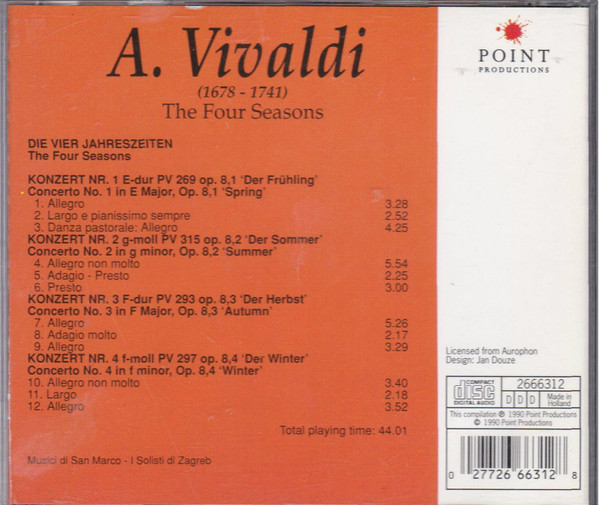 A. Vivaldi
(1678 - 1741)
The Four Seasons
DIE VIER JAHRESZEITEN
The Four Seasons
KONZERT NR. 1 E-dur PV 269 op. 8,1 'Der Frühling'
Concerto No. 1 in E Major, Op. 8,1 'Spring'
1. Allegro 3.28
2. Largo e pianissimo sempre 2.52
3. Danza pastorale: Allegro 4.25
KONZERT NR. 2 g-moll PV 315 op. 8,2 'Der Sommer'
Concerto No. 2 in g minor, Op. 8,2 'Summer'
4. Allegro non molto 5.54
5. Adagio - Presto 2.25
6. Presto 3.00
KONZERT NR. 3 F-dur PV 293 op. 8,3 'Der Herbst'
Concerto No. 3 in F Major, Op. 8,3 'Autumn'
7. Allegro 5.26
8. Adagio molto 2.17
9. Allegro 3.29
KONZERT NR. 4 f-moll PV 297 op. 8,4 'Der Winter'
Concerto No. 4 in f minor, Op. 8,4 'Winter'
10. Allegro non molto 3.40
11. Largo 2.18
12. Allegro 3.52
Total playing time: 44.01
Muzici di San Marco - I Solisti di Zagreb
POINT
PRODUCTIONS
Licensed from Aurophon
Design: Jan Douze
COMPACT
disc
DIGITAL AUDIO
2666312
DDD
Made in
Holland
This compilation ℗ 1990 Point Productions
© 1990 Point Productions
0 27726 66312 8